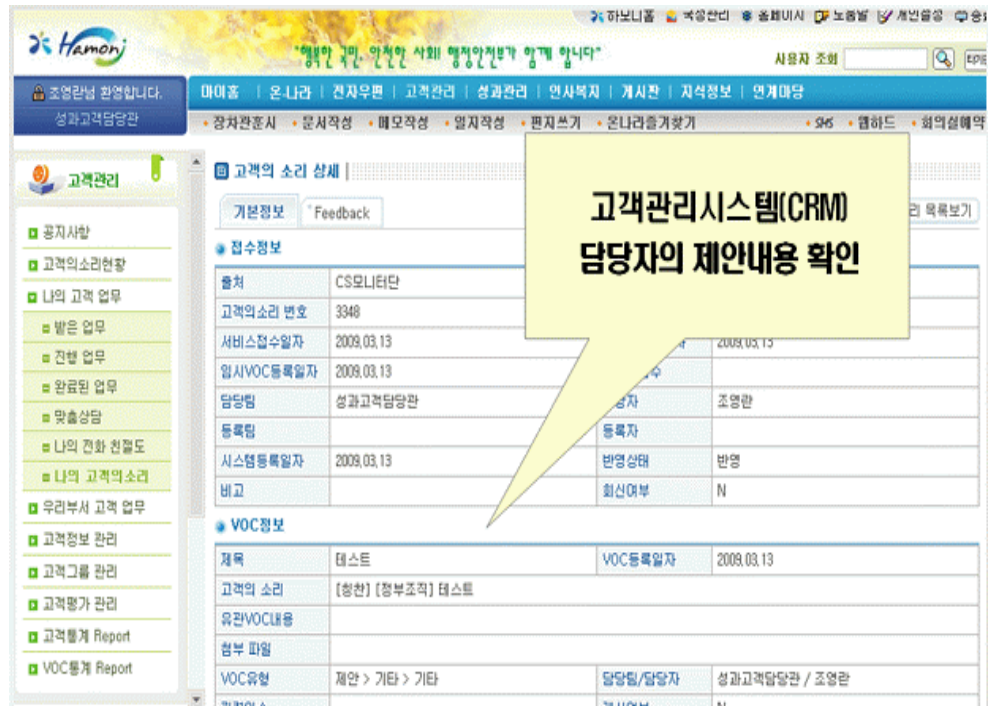 하모니홈
Hamonj
"행복한 국민, 안전한 사회! 행정안전부가 함께 합니다"
사용자 조회
조영란님 환영합니다.
성과고객담당관
마이홈 | 온-나라 | 전자우편 | 고객관리 | 성과관리 | 인사복지 | 게시판 | 지식정보 | 연계마당
장차관훈시 문서작성 메모작성 일지작성 편지쓰기 온나라즐겨찾기 SMS 웹하드 회의실예약
고객관리
공지사항
고객의소리현황
나의 고객 업무
받은 업무
진행 업무
완료된 업무
맞춤상담
나의 전화 친절도
나의 고객의소리
우리부서 고객 업무
고객정보 관리
고객그룹 관리
고객평가 관리
고객통계 Report
VOC통계 Report
고객의 소리 상세
기본정보 Feedback
목록보기
고객관리시스템(CRM)
담당자의 제안내용 확인
접수정보
출처 CS모니터단
고객의소리 번호 3348
서비스접수일자 2009,03,13 2009,03,13
임시VOC등록일자 2009,03,13
담당팀 성과고객담당관 조영란
등록팀 등록자
시스템등록일자 2009,03,13 반영상태 반영
비고 회신여부 N
VOC정보
제목 테스트 VOC등록일자 2009,03,13
고객의 소리 [칭찬] [정부조직] 테스트
유관VOC내용
첨부 파일
VOC유형 제안 > 기타 > 기타 담당팀/담당자 성과고객담당관 / 조영란